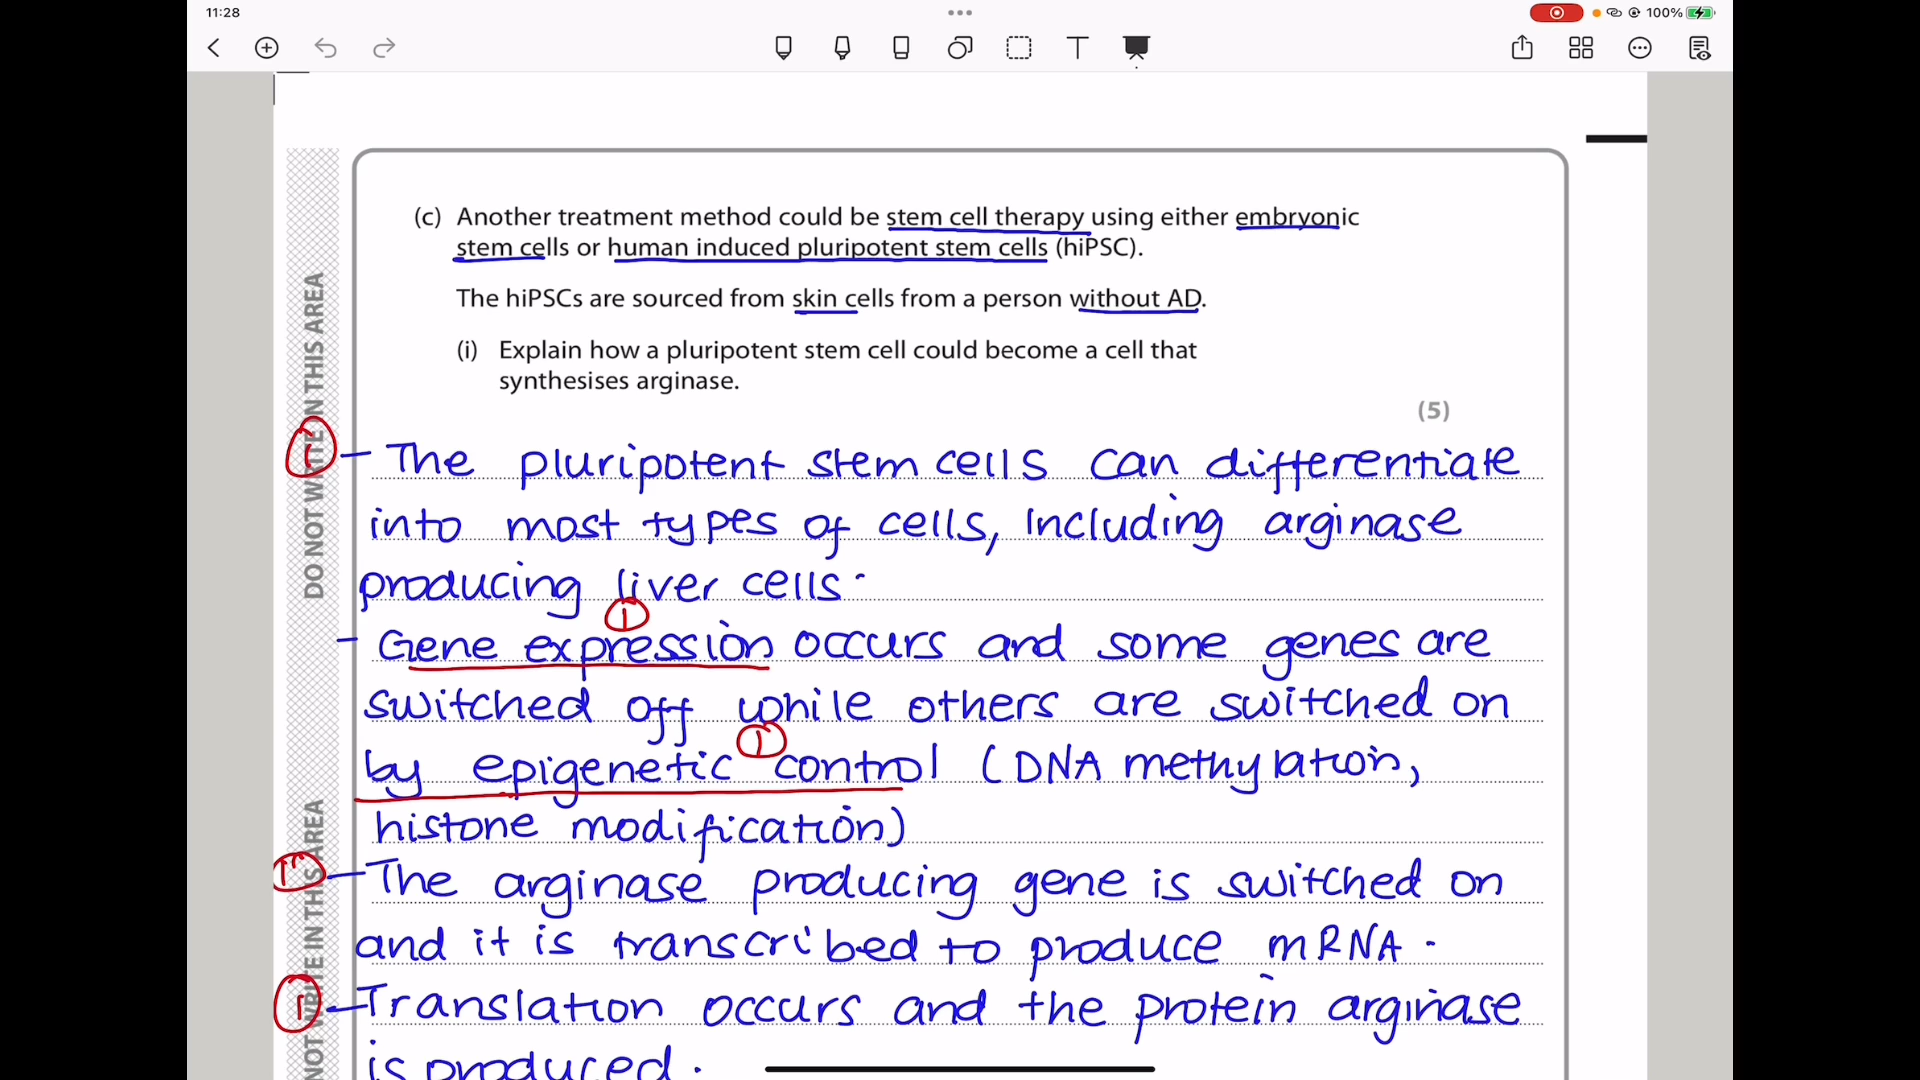 11:28
100%
(c) Another treatment method could be stem cell therapy using either embryonic
stem cells or human induced pluripotent stem cells (hiPSC).
The hiPSCs are sourced from skin cells from a person without AD.
(i) Explain how a pluripotent stem cell could become a cell that
synthesises arginase.
(5)
DO NOT WRITE IN THIS AREA
1 - The pluripotent stem cells can differentiate
into most types of cells, including arginase
producing liver cells.
1
- Gene expression occurs and some genes are
switched off while others are switched on
1
by epigenetic control (DNA methylation,
histone modification)
1 - The arginase producing gene is switched on
and it is transcribed to produce mRNA.
1 - Translation occurs and the protein arginase
is produced.
NOT WRITE IN THIS AREA